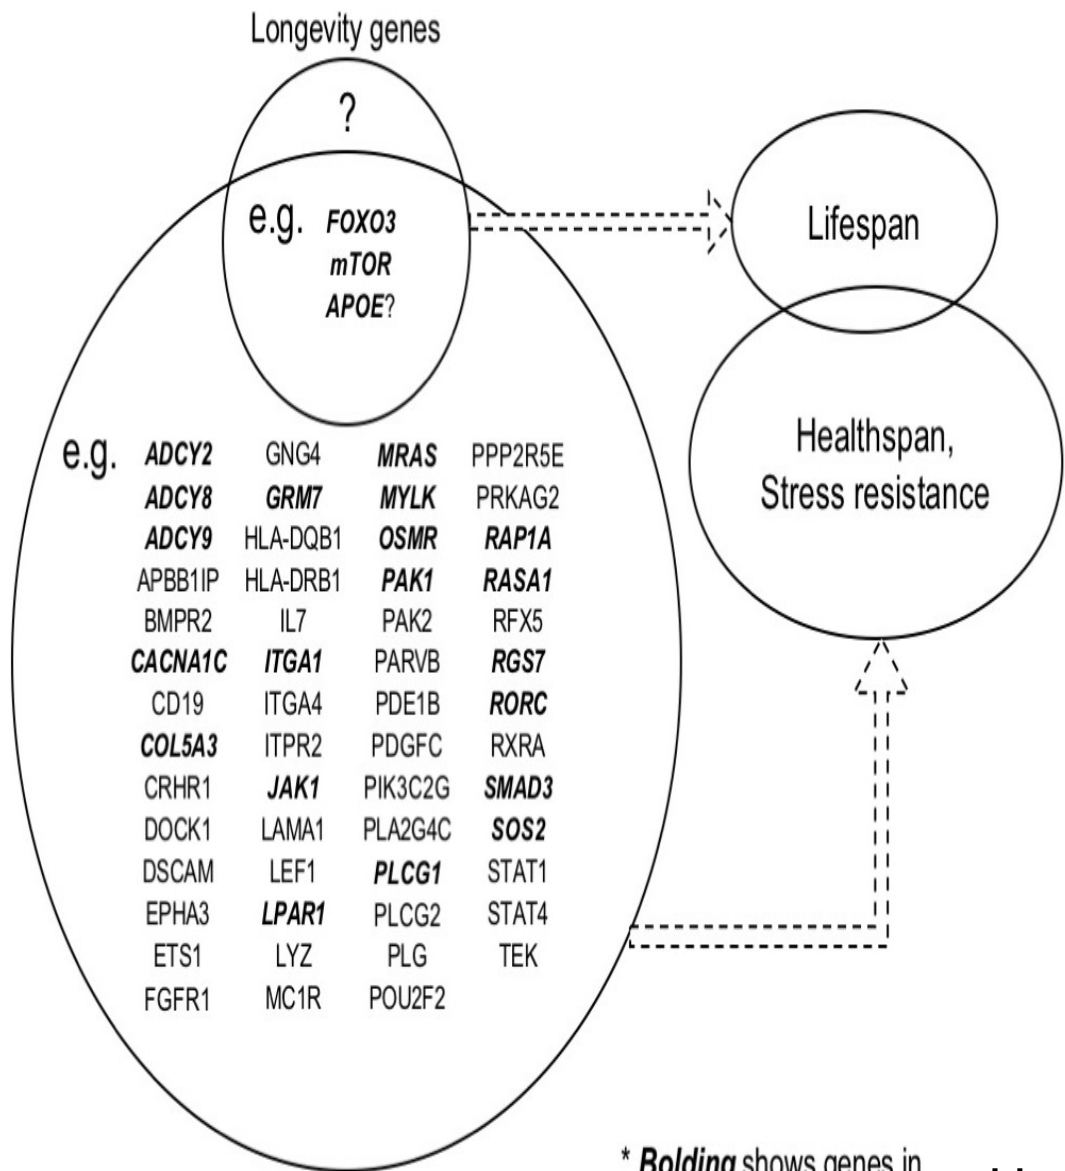 Longevity genes
?
e.g. FOXO3
mTOR
APOE?
Lifespan
Healthspan,
Stress resistance
e.g. ADCY2 GNG4 MRAS PPP2R5E
ADCY8 GRM7 MYLK PRKAG2
ADCY9 HLA-DQB1 OSMR RAP1A
APBB1IP HLA-DRB1 PAK1 RASA1
BMPR2 IL7 PAK2 RFX5
CACNA1C ITGA1 PARVB RGS7
CD19 ITGA4 PDE1B RORC
COL5A3 ITPR2 PDGFC RXRA
CRHR1 JAK1 PIK3C2G SMAD3
DOCK1 LAMA1 PLA2G4C SOS2
DSCAM LEF1 PLCG1 STAT1
EPHA3 LPAR1 PLCG2 STAT4
ETS1 LYZ PLG TEK
FGFR1 MC1R POU2F2
* Bolding shows genes in